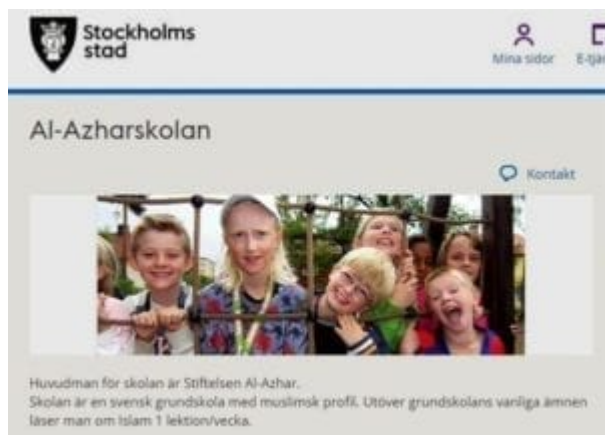 Stockholms
stad
Mina sidor
Al-Azharskolan
Kontakt
Huvudman för skolan är Stiftelsen Al-Azhar.
Skolan är en svensk grundskola med muslimsk profil. Utöver grundskolans vanliga ämnen
läser man om Islam 1 lektion/vecka.